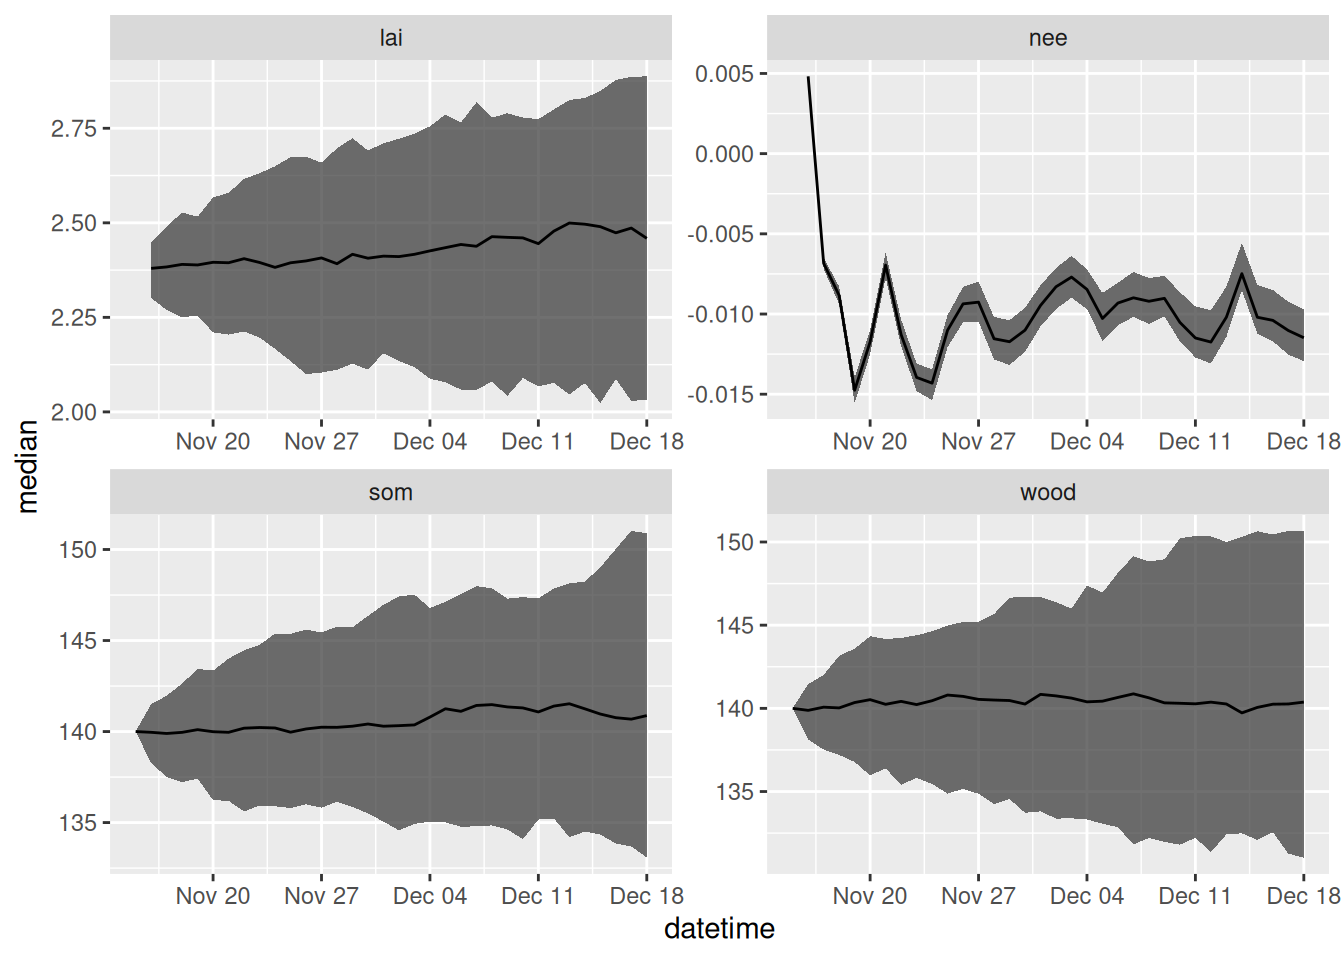 lai
nee
2.75
2.50
2.25
2.00
0.005
0.000
-0.005
-0.010
-0.015
Nov 20 Nov 27 Dec 04 Dec 11 Dec 18
Nov 20 Nov 27 Dec 04 Dec 11 Dec 18
median
som
wood
150
145
140
135
150
145
140
135
Nov 20 Nov 27 Dec 04 Dec 11 Dec 18
Nov 20 Nov 27 Dec 04 Dec 11 Dec 18
datetime